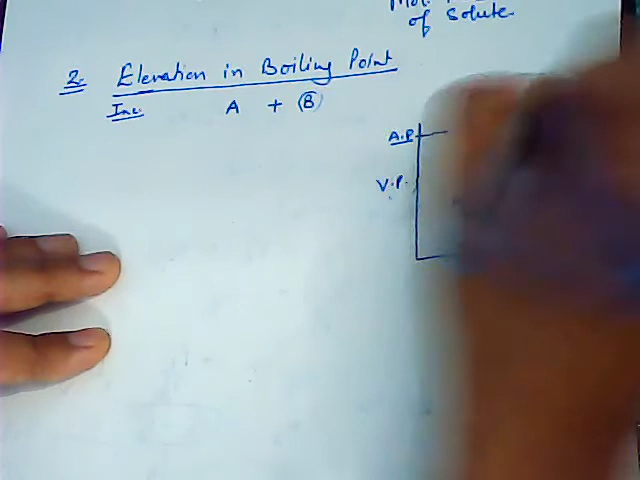 of Solute
2. Elevation in Boiling Point
Inc. A + B
A.P.
V.P.